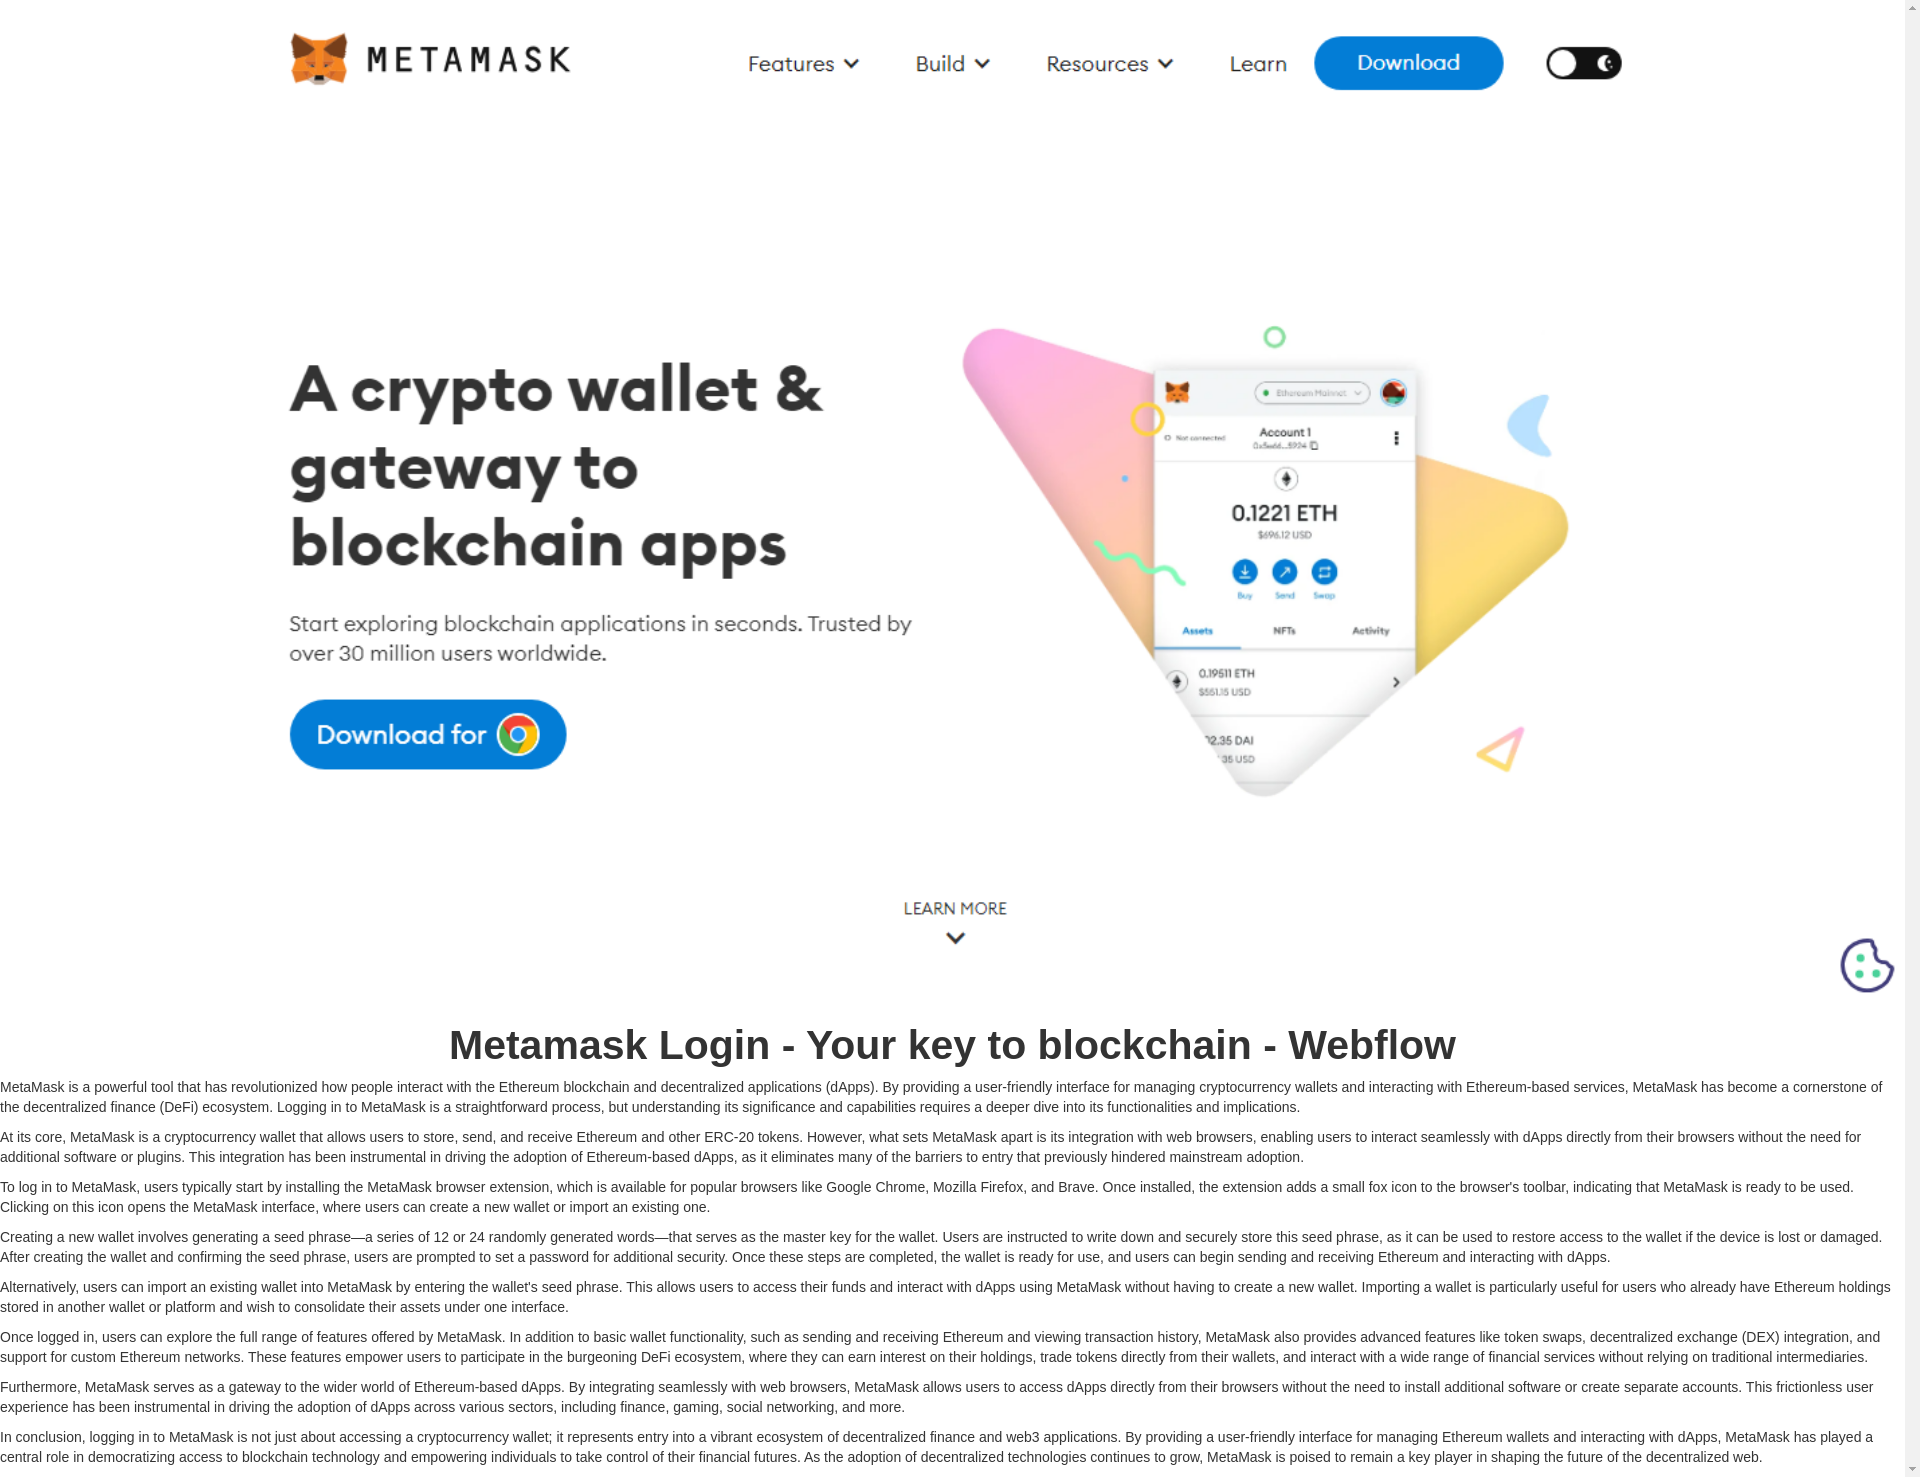 METAMASK
Features
Build
Resources
Learn
Download
A crypto wallet &
gateway to
blockchain apps
Start exploring blockchain applications in seconds. Trusted by
over 30 million users worldwide.
Download for
Ethereum Mainnet
Not connected
Account 1
0.1221 ETH
$696.12 USD
Buy
Send
Swap
Assets
NFTs
Activity
0.19511 ETH
$551.15 USD
02.35 DAI
.35 USD
LEARN MORE
Metamask Login - Your key to blockchain - Webflow
MetaMask is a powerful tool that has revolutionized how people interact with the Ethereum blockchain and decentralized applications (dApps). By providing a user-friendly interface for managing cryptocurrency wallets and interacting with Ethereum-based services, MetaMask has become a cornerstone of
the decentralized finance (DeFi) ecosystem. Logging in to MetaMask is a straightforward process, but understanding its significance and capabilities requires a deeper dive into its functionalities and implications.
At its core, MetaMask is a cryptocurrency wallet that allows users to store, send, and receive Ethereum and other ERC-20 tokens. However, what sets MetaMask apart is its integration with web browsers, enabling users to interact seamlessly with dApps directly from their browsers without the need for
additional software or plugins. This integration has been instrumental in driving the adoption of Ethereum-based dApps, as it eliminates many of the barriers to entry that previously hindered mainstream adoption.
To log in to MetaMask, users typically start by installing the MetaMask browser extension, which is available for popular browsers like Google Chrome, Mozilla Firefox, and Brave. Once installed, the extension adds a small fox icon to the browser's toolbar, indicating that MetaMask is ready to be used.
Clicking on this icon opens the MetaMask interface, where users can create a new wallet or import an existing one.
Creating a new wallet involves generating a seed phrase—a series of 12 or 24 randomly generated words—that serves as the master key for the wallet. Users are instructed to write down and securely store this seed phrase, as it can be used to restore access to the wallet if the device is lost or damaged.
After creating the wallet and confirming the seed phrase, users are prompted to set a password for additional security. Once these steps are completed, the wallet is ready for use, and users can begin sending and receiving Ethereum and interacting with dApps.
Alternatively, users can import an existing wallet into MetaMask by entering the wallet's seed phrase. This allows users to access their funds and interact with dApps using MetaMask without having to create a new wallet. Importing a wallet is particularly useful for users who already have Ethereum holdings
stored in another wallet or platform and wish to consolidate their assets under one interface.
Once logged in, users can explore the full range of features offered by MetaMask. In addition to basic wallet functionality, such as sending and receiving Ethereum and viewing transaction history, MetaMask also provides advanced features like token swaps, decentralized exchange (DEX) integration, and
support for custom Ethereum networks. These features empower users to participate in the burgeoning DeFi ecosystem, where they can earn interest on their holdings, trade tokens directly from their wallets, and interact with a wide range of financial services without relying on traditional intermediaries.
Furthermore, MetaMask serves as a gateway to the wider world of Ethereum-based dApps. By integrating seamlessly with web browsers, MetaMask allows users to access dApps directly from their browsers without the need to install additional software or create separate accounts. This frictionless user
experience has been instrumental in driving the adoption of dApps across various sectors, including finance, gaming, social networking, and more.
In conclusion, logging in to MetaMask is not just about accessing a cryptocurrency wallet; it represents entry into a vibrant ecosystem of decentralized finance and web3 applications. By providing a user-friendly interface for managing Ethereum wallets and interacting with dApps, MetaMask has played a
central role in democratizing access to blockchain technology and empowering individuals to take control of their financial futures. As the adoption of decentralized technologies continues to grow, MetaMask is poised to remain a key player in shaping the future of the decentralized web.